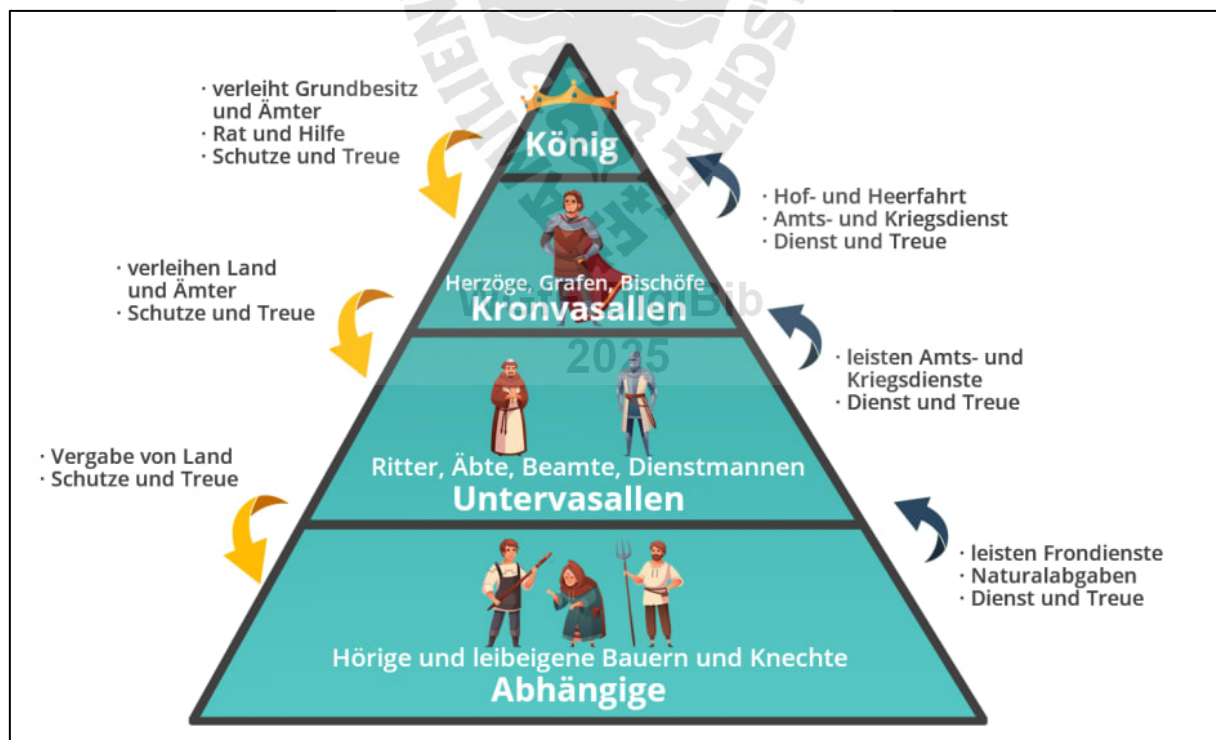 · verleiht Grundbesitz
und Ämter
· Rat und Hilfe
· Schutze und Treue
König
· Hof- und Heerfahrt
· Amts- und Kriegsdienst
· Dienst und Treue
· verleihen Land
und Ämter
· Schutze und Treue
Herzöge, Grafen, Bischöfe
Kronvasallen
2025
· leisten Amts- und
Kriegsdienste
· Dienst und Treue
· Vergabe von Land
· Schutze und Treue
Ritter, Äbte, Beamte, Dienstmannen
Untervasallen
· leisten Frondienste
· Naturalabgaben
· Dienst und Treue
Hörige und leibeigene Bauern und Knechte
Abhängige